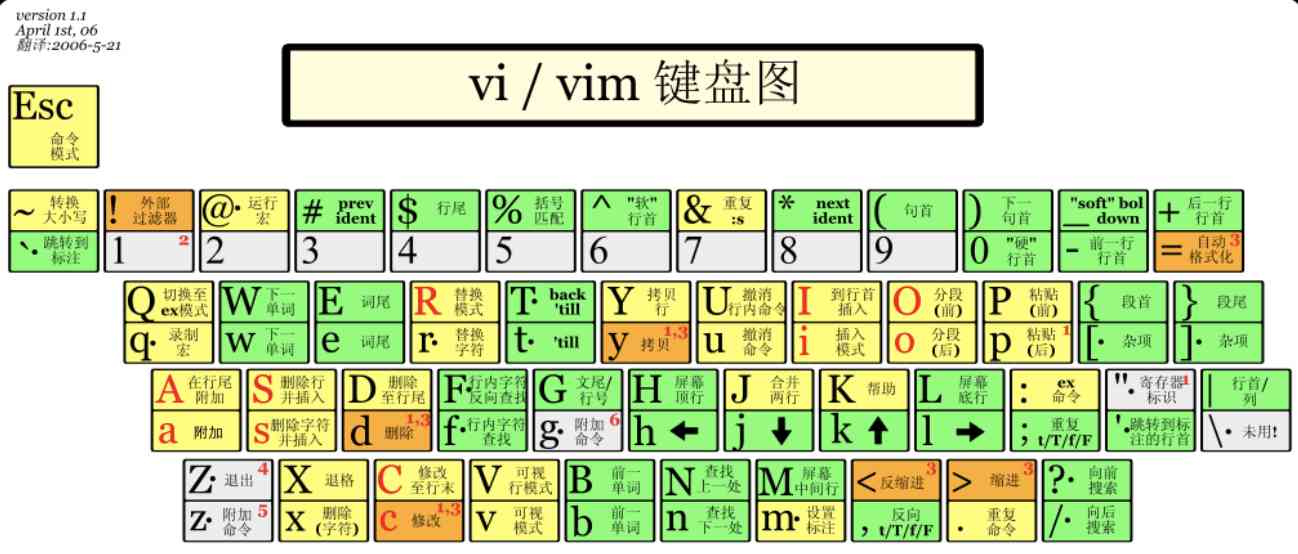 version 1.1
April 1st, 06
翻译:2006-5-21
vi / vim 键盘图
Esc
命令
模式
~ 转换
大小写
`· 跳转到
标注
! 外部
过滤器
1 2
@· 运行
宏
2
# prev
ident
3
$ 行尾
4
% 括号
匹配
5
^ "软"
行首
6
& 重复
:s
7
* next
ident
8
( 句首
9
) 下一
句首
0 "硬"
行首
"soft" bol
_ down
- 前一行
行首
+ 后一行
行首
= 自动 3
格式化
Q 切换至
ex模式
q· 录制
宏
W 下一
单词
w 下一
单词
E 词尾
e 词尾
R 替换
模式
r· 替换
字符
T· back
'till
t· 'till
Y 拷贝
行
y 拷贝 1,3
U 撤消
行内命令
u 撤消
命令
I 到行首
插入
i 插入
模式
O 分段
(前)
o 分段
(后)
P 粘贴
(前)
p 粘贴 1
(后)
{ 段首
[· 杂项
} 段尾
]· 杂项
A 在行尾
附加
a 附加
S 删除行
并插入
s 删除字符
并插入
D 删除
至行尾
d 删除 1,3
F· 行内字符
反向查找
f· 行内字符
查找
G 文尾/
行号
g· 附加 6
命令
H 屏幕
顶行
h ←
J 合并
两行
j ↓
K 帮助
k ↑
L 屏幕
底行
l →
: ex
命令
; 重复
t/T/f/F
"· 寄存器 1
标识
'· 跳转到标
注的行首
| 行首/
列
\· 未用!
Z· 退出 4
z· 附加 5
命令
X 退格
x 删除
(字符)
C 修改
至行末
c 修改 1,3
V 可视
行模式
v 可视
模式
B 前一
单词
b 前一
单词
N 查找
上一处
n 查找
下一处
M 屏幕
中间行
m· 设置
标注
< 反缩进 3
, 反向
t/T/f/F
> 缩进 3
. 重复
命令
?· 向前
搜索
/· 向后
搜索